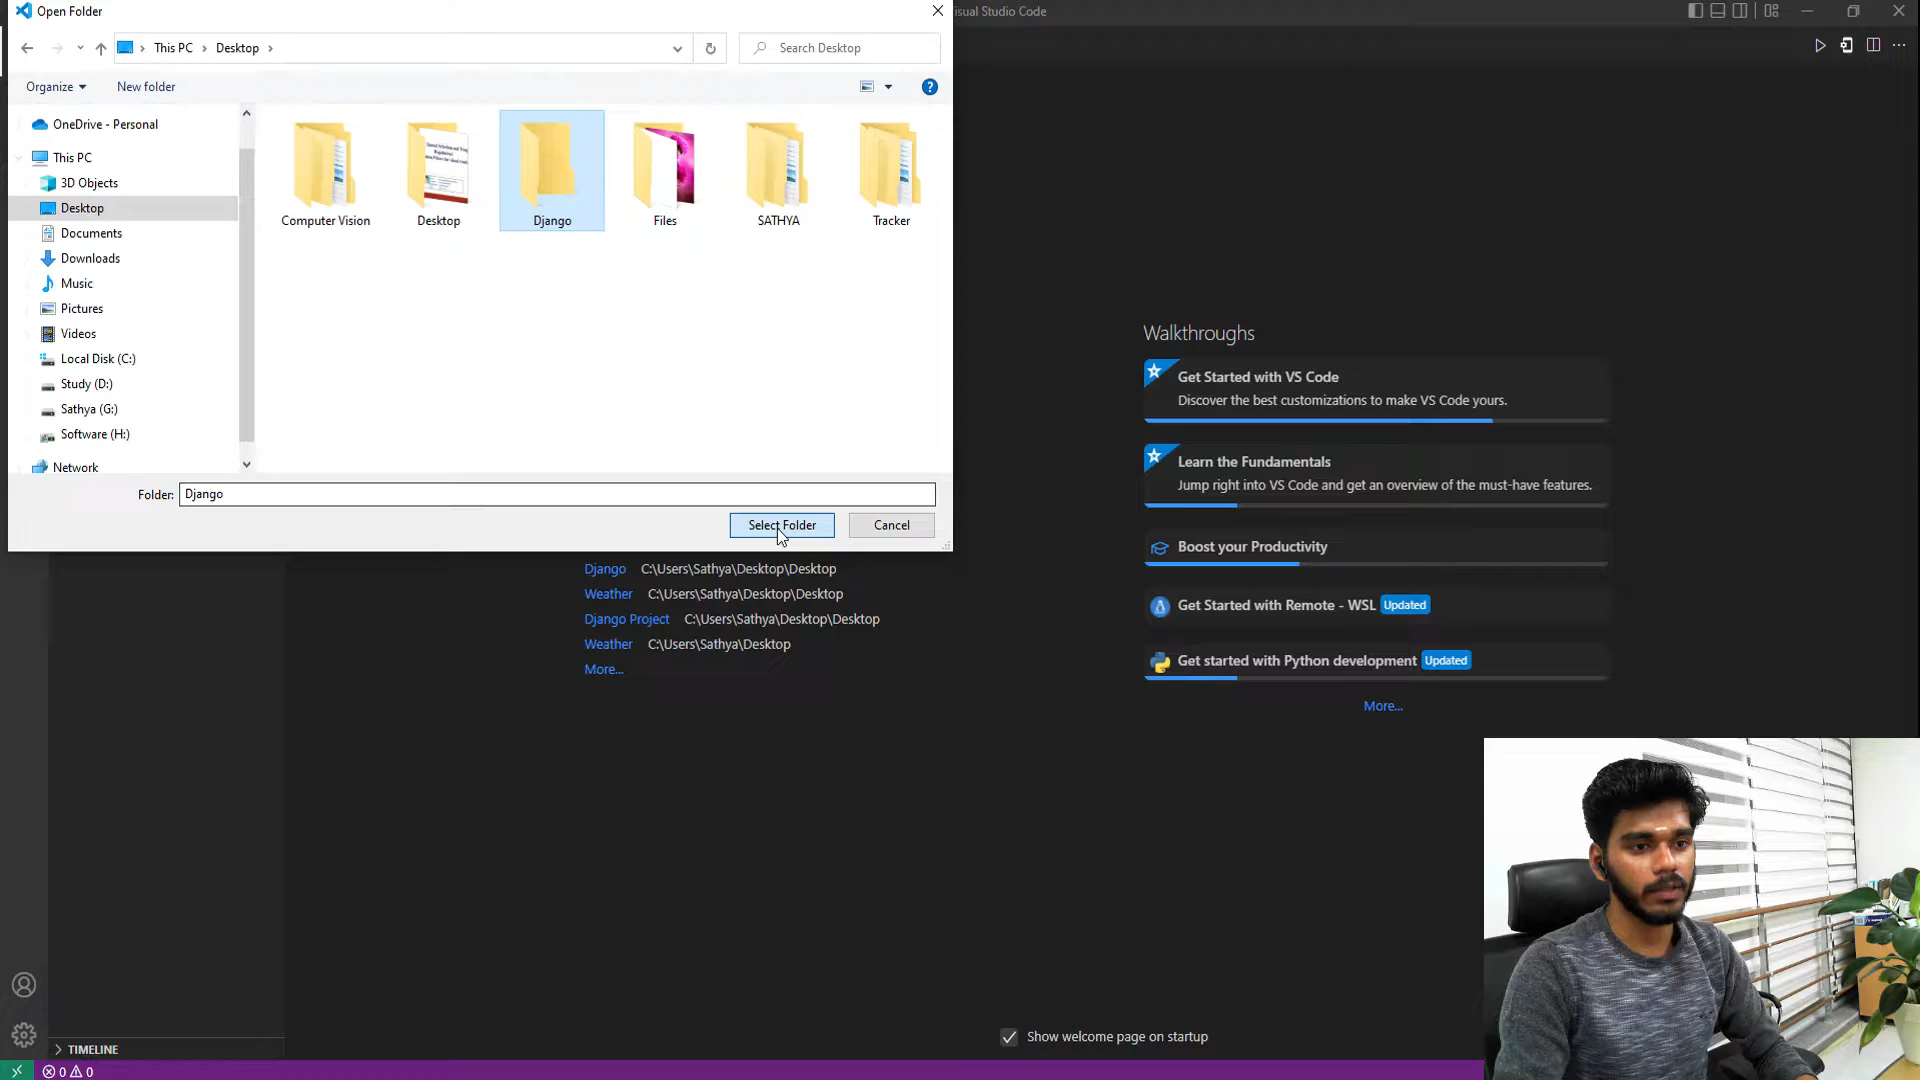 Open Folder
Visual Studio Code
This PC
Desktop
Search Desktop
Organize
New folder
OneDrive - Personal
This PC
3D Objects
Desktop
Documents
Downloads
Music
Pictures
Videos
Local Disk (C:)
Study (D:)
Sathya (G:)
Software (H:)
Network
Computer Vision
Desktop
Django
Files
SATHYA
Tracker
Folder: Django
Select Folder
Cancel
Django C:\Users\Sathya\Desktop\Desktop
Weather C:\Users\Sathya\Desktop\Desktop
Django Project C:\Users\Sathya\Desktop\Desktop
Weather C:\Users\Sathya\Desktop
More...
Walkthroughs
Get Started with VS Code
Discover the best customizations to make VS Code yours.
Learn the Fundamentals
Jump right into VS Code and get an overview of the must-have features.
Boost your Productivity
Get Started with Remote - WSL Updated
Get started with Python development Updated
More...
Show welcome page on startup
TIMELINE
0 0